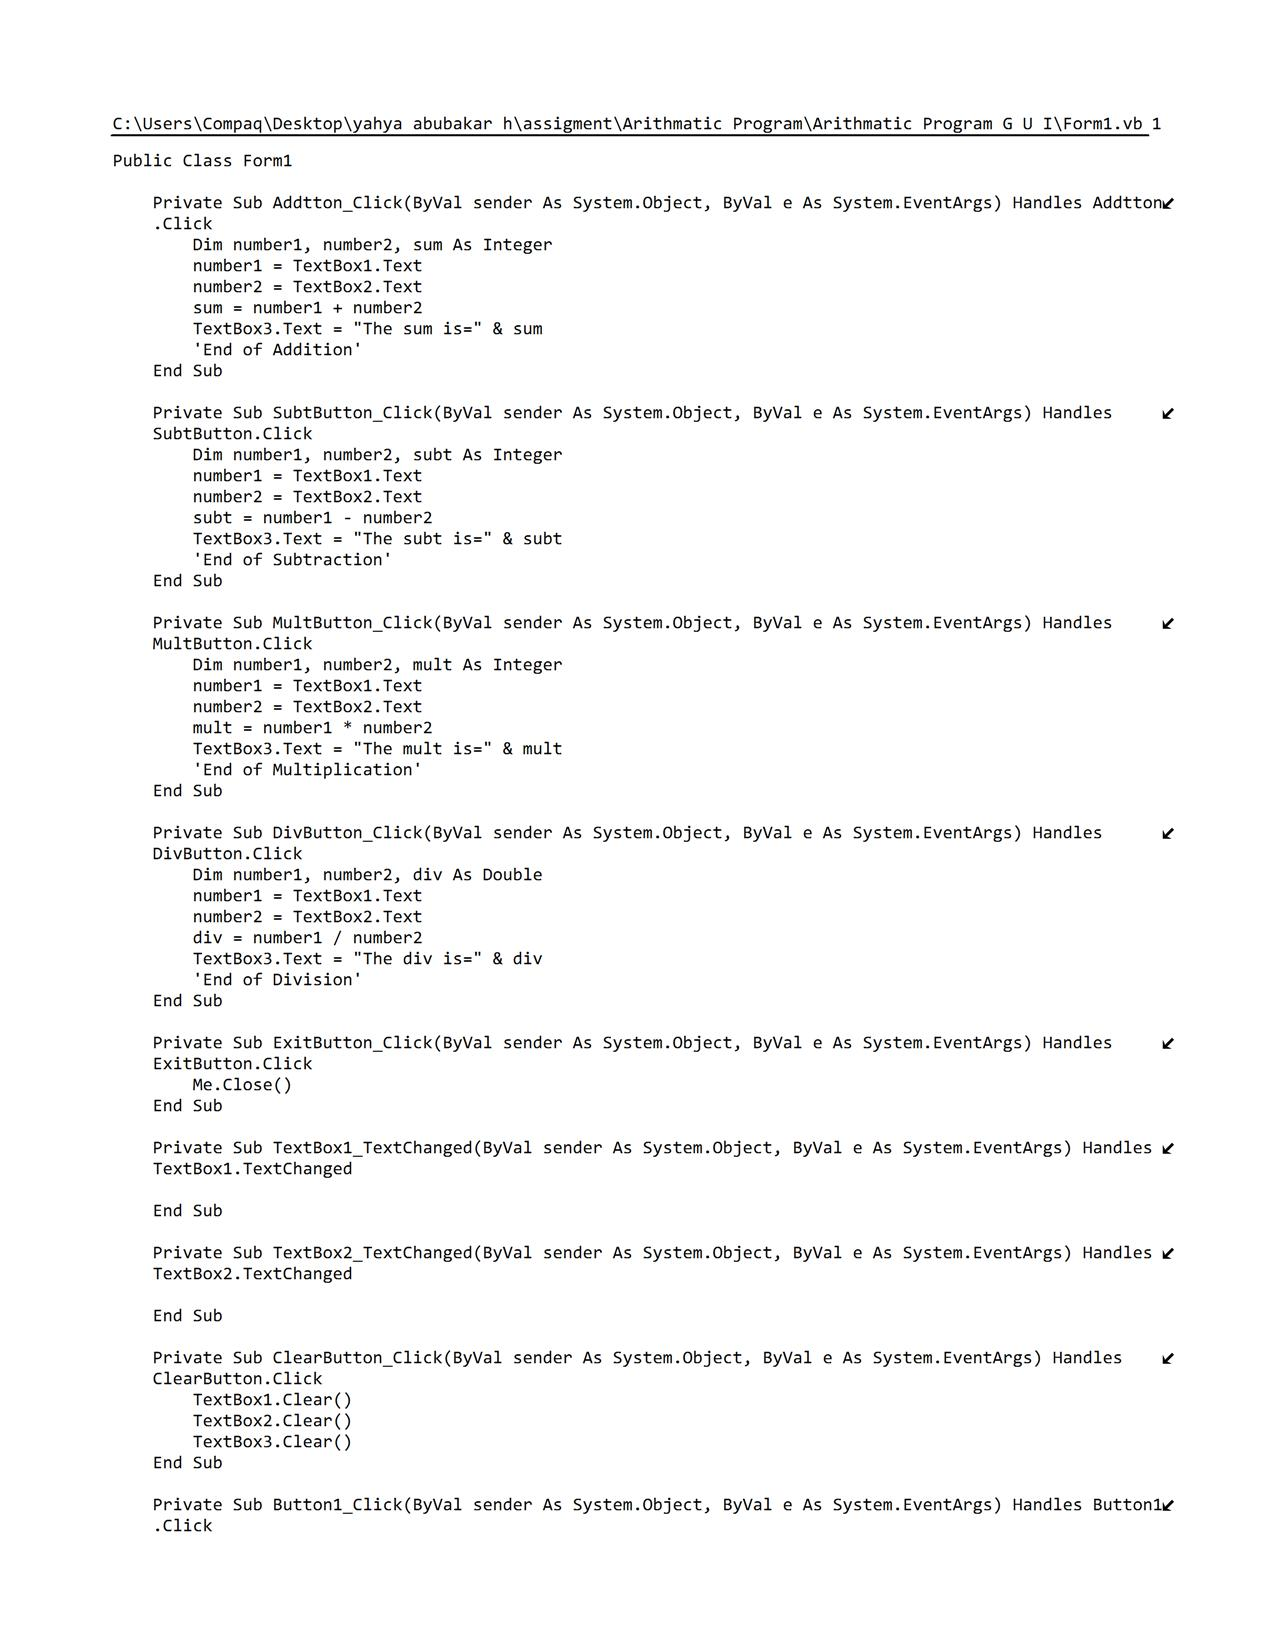 C:\Users\Compaq\Desktop\yahya abubakar h\assigment\Arithmatic Program\Arithmatic Program G U I\Form1.vb 1
Public Class Form1
    Private Sub Addtton_Click(ByVal sender As System.Object, ByVal e As System.EventArgs) Handles Addtton↙
    .Click
        Dim number1, number2, sum As Integer
        number1 = TextBox1.Text
        number2 = TextBox2.Text
        sum = number1 + number2
        TextBox3.Text = "The sum is=" & sum
        'End of Addition'
    End Sub
    Private Sub SubtButton_Click(ByVal sender As System.Object, ByVal e As System.EventArgs) Handles ↙
    SubtButton.Click
        Dim number1, number2, subt As Integer
        number1 = TextBox1.Text
        number2 = TextBox2.Text
        subt = number1 - number2
        TextBox3.Text = "The subt is=" & subt
        'End of Subtraction'
    End Sub
    Private Sub MultButton_Click(ByVal sender As System.Object, ByVal e As System.EventArgs) Handles ↙
    MultButton.Click
        Dim number1, number2, mult As Integer
        number1 = TextBox1.Text
        number2 = TextBox2.Text
        mult = number1 * number2
        TextBox3.Text = "The mult is=" & mult
        'End of Multiplication'
    End Sub
    Private Sub DivButton_Click(ByVal sender As System.Object, ByVal e As System.EventArgs) Handles ↙
    DivButton.Click
        Dim number1, number2, div As Double
        number1 = TextBox1.Text
        number2 = TextBox2.Text
        div = number1 / number2
        TextBox3.Text = "The div is=" & div
        'End of Division'
    End Sub
    Private Sub ExitButton_Click(ByVal sender As System.Object, ByVal e As System.EventArgs) Handles ↙
    ExitButton.Click
        Me.Close()
    End Sub
    Private Sub TextBox1_TextChanged(ByVal sender As System.Object, ByVal e As System.EventArgs) Handles ↙
    TextBox1.TextChanged
    End Sub
    Private Sub TextBox2_TextChanged(ByVal sender As System.Object, ByVal e As System.EventArgs) Handles ↙
    TextBox2.TextChanged
    End Sub
    Private Sub ClearButton_Click(ByVal sender As System.Object, ByVal e As System.EventArgs) Handles ↙
    ClearButton.Click
        TextBox1.Clear()
        TextBox2.Clear()
        TextBox3.Clear()
    End Sub
    Private Sub Button1_Click(ByVal sender As System.Object, ByVal e As System.EventArgs) Handles Button1↙
    .Click